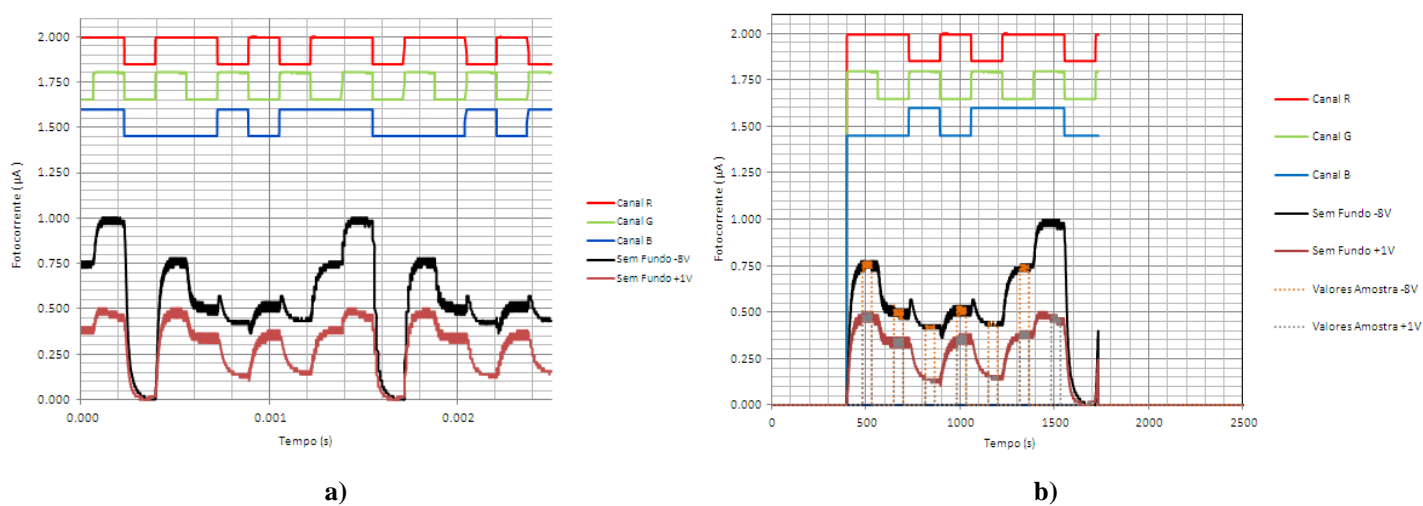 2.000
1.750
1.500
1.250
1.000
0.750
0.500
0.250
0.000
Fotocorrente ( µA )
0.000
0.001
0.002
Tempo (s)
Canal R
Canal G
Canal B
Sem Fundo -8V
Sem Fundo +1V
a)
2.000
1.750
1.500
1.250
1.000
0.750
0.500
0.250
0.000
Fotocorrente ( µA )
0
500
1000
1500
2000
2500
Tempo (s)
Canal R
Canal G
Canal B
Sem Fundo -8V
Sem Fundo +1V
Valores Amostra -8V
Valores Amostra +1V
b)